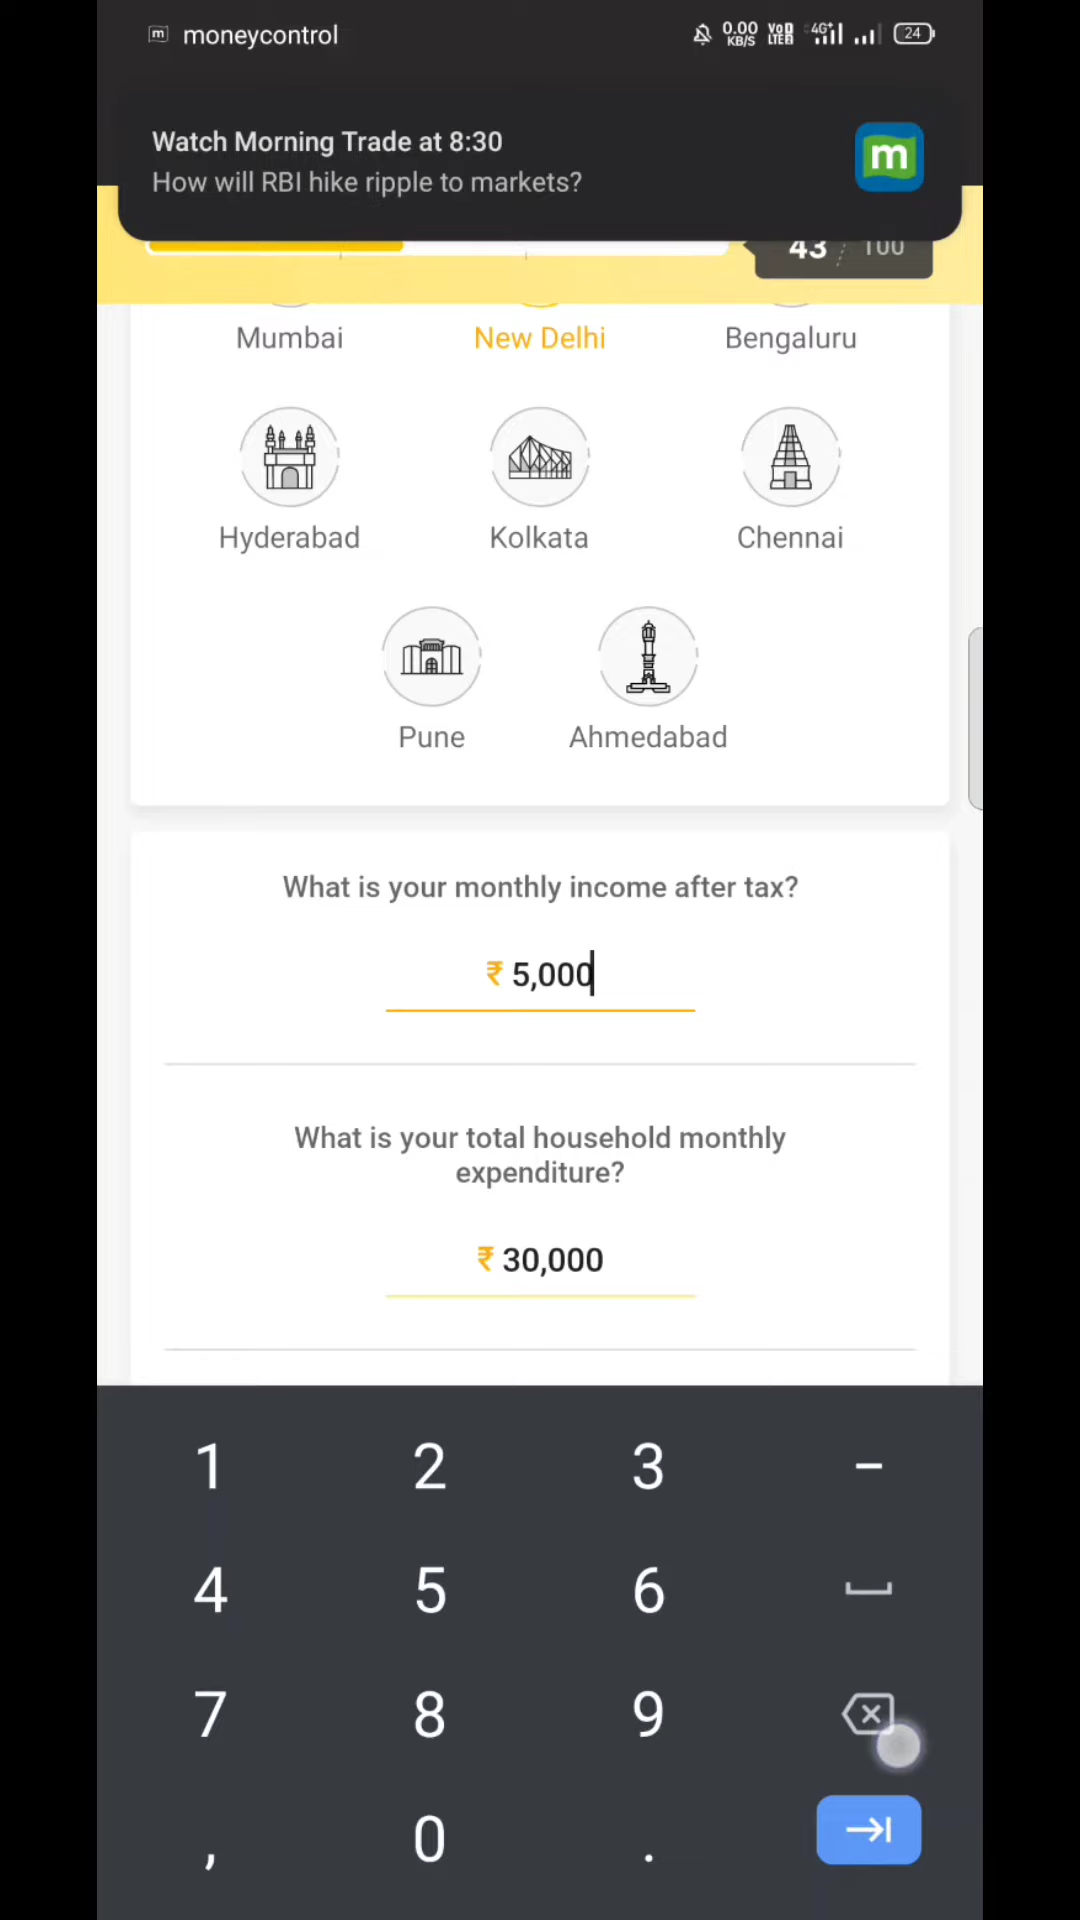 moneycontrol
0.00 KB/S
4G+
24
Watch Morning Trade at 8:30
How will RBI hike ripple to markets?
m
43 / 100
Mumbai
New Delhi
Bengaluru
Hyderabad
Kolkata
Chennai
Pune
Ahmedabad
What is your monthly income after tax?
₹ 5,000
What is your total household monthly
expenditure?
₹ 30,000
1 2 3 –
4 5 6
7 8 9
, 0 .